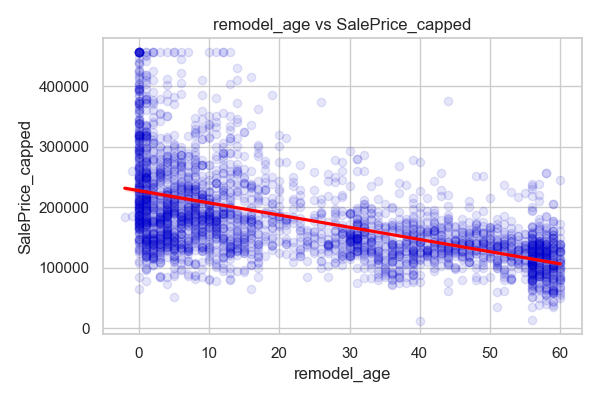 remodel_age vs SalePrice_capped
SalePrice_capped
400000
300000
200000
100000
0
0 10 20 30 40 50 60
remodel_age